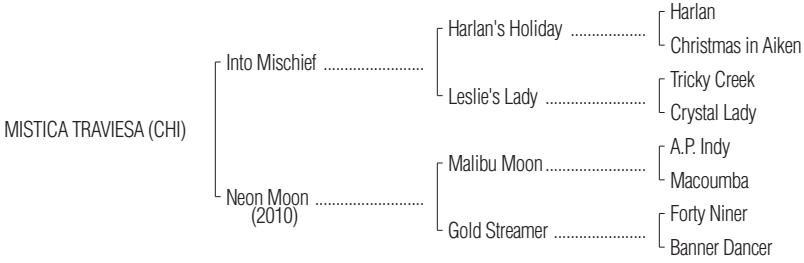 Harlan
Harlan's Holiday ....................
Christmas in Aiken
Into Mischief ...........................
Tricky Creek
Leslie's Lady ...........................
Crystal Lady
MISTICA TRAVIESA (CHI)
A.P. Indy
Malibu Moon ...........................
Macoumba
Neon Moon .............................
(2010)
Forty Niner
Gold Streamer ........................
Banner Dancer